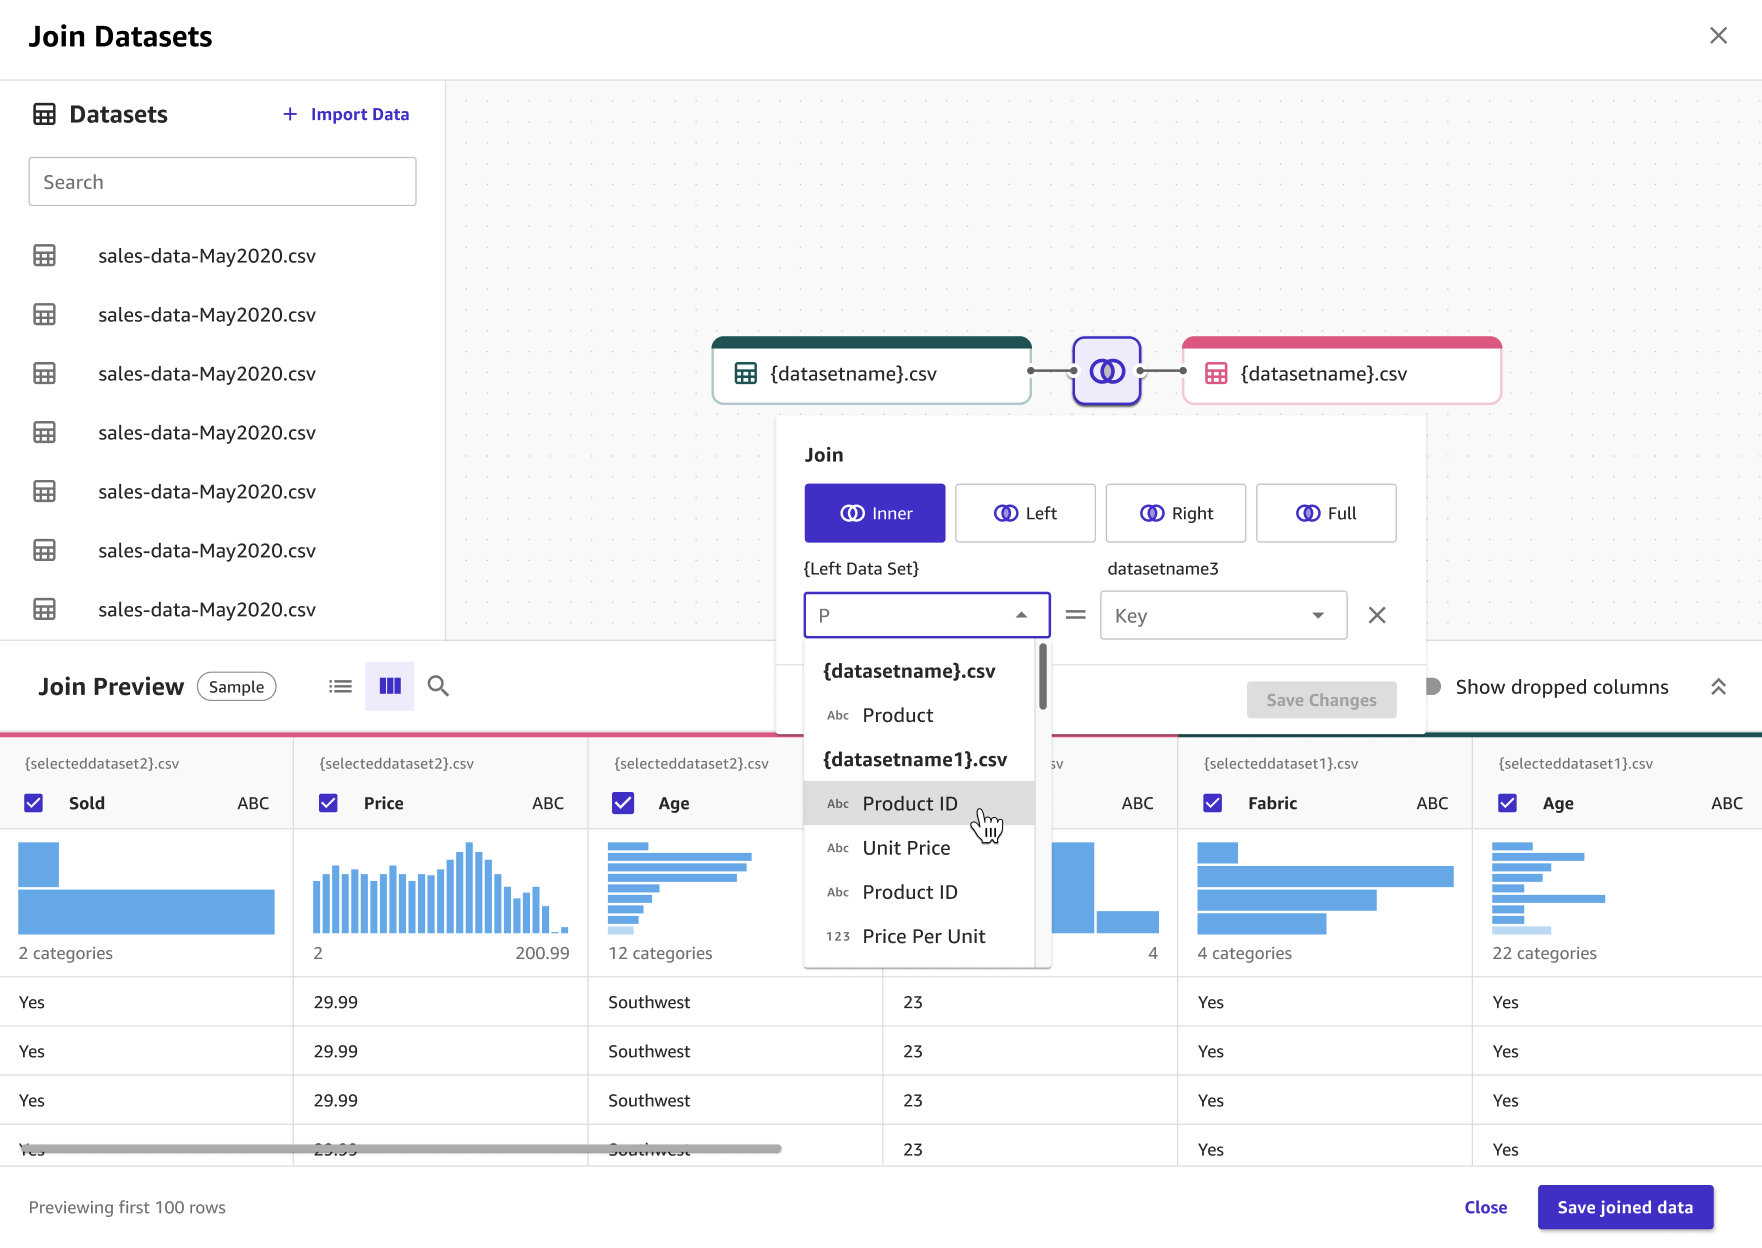 Join Datasets
Datasets
Import Data
Search
sales-data-May2020.csv
sales-data-May2020.csv
sales-data-May2020.csv
sales-data-May2020.csv
sales-data-May2020.csv
sales-data-May2020.csv
sales-data-May2020.csv
{datasetname}.csv
{datasetname}.csv
Join
Inner
Left
Right
Full
{Left Data Set}
datasetname3
P
Key
{datasetname}.csv
Abc Product
{datasetname1}.csv
Abc Product ID
Abc Unit Price
Abc Product ID
123 Price Per Unit
Save Changes
Join Preview
Sample
Show dropped columns
{selecteddataset2}.csv
{selecteddataset2}.csv
{selecteddataset2}.csv
sv
{selecteddataset1}.csv
{selecteddataset1}.csv
Sold ABC
Price ABC
Age
ABC
Fabric ABC
Age ABC
2 categories
2 200.99
12 categories
4
4 categories
22 categories
Yes 29.99 Southwest 23 Yes Yes
Yes 29.99 Southwest 23 Yes Yes
Yes 29.99 Southwest 23 Yes Yes
Yes 29.99 Southwest 23 Yes Yes
Previewing first 100 rows
Close
Save joined data